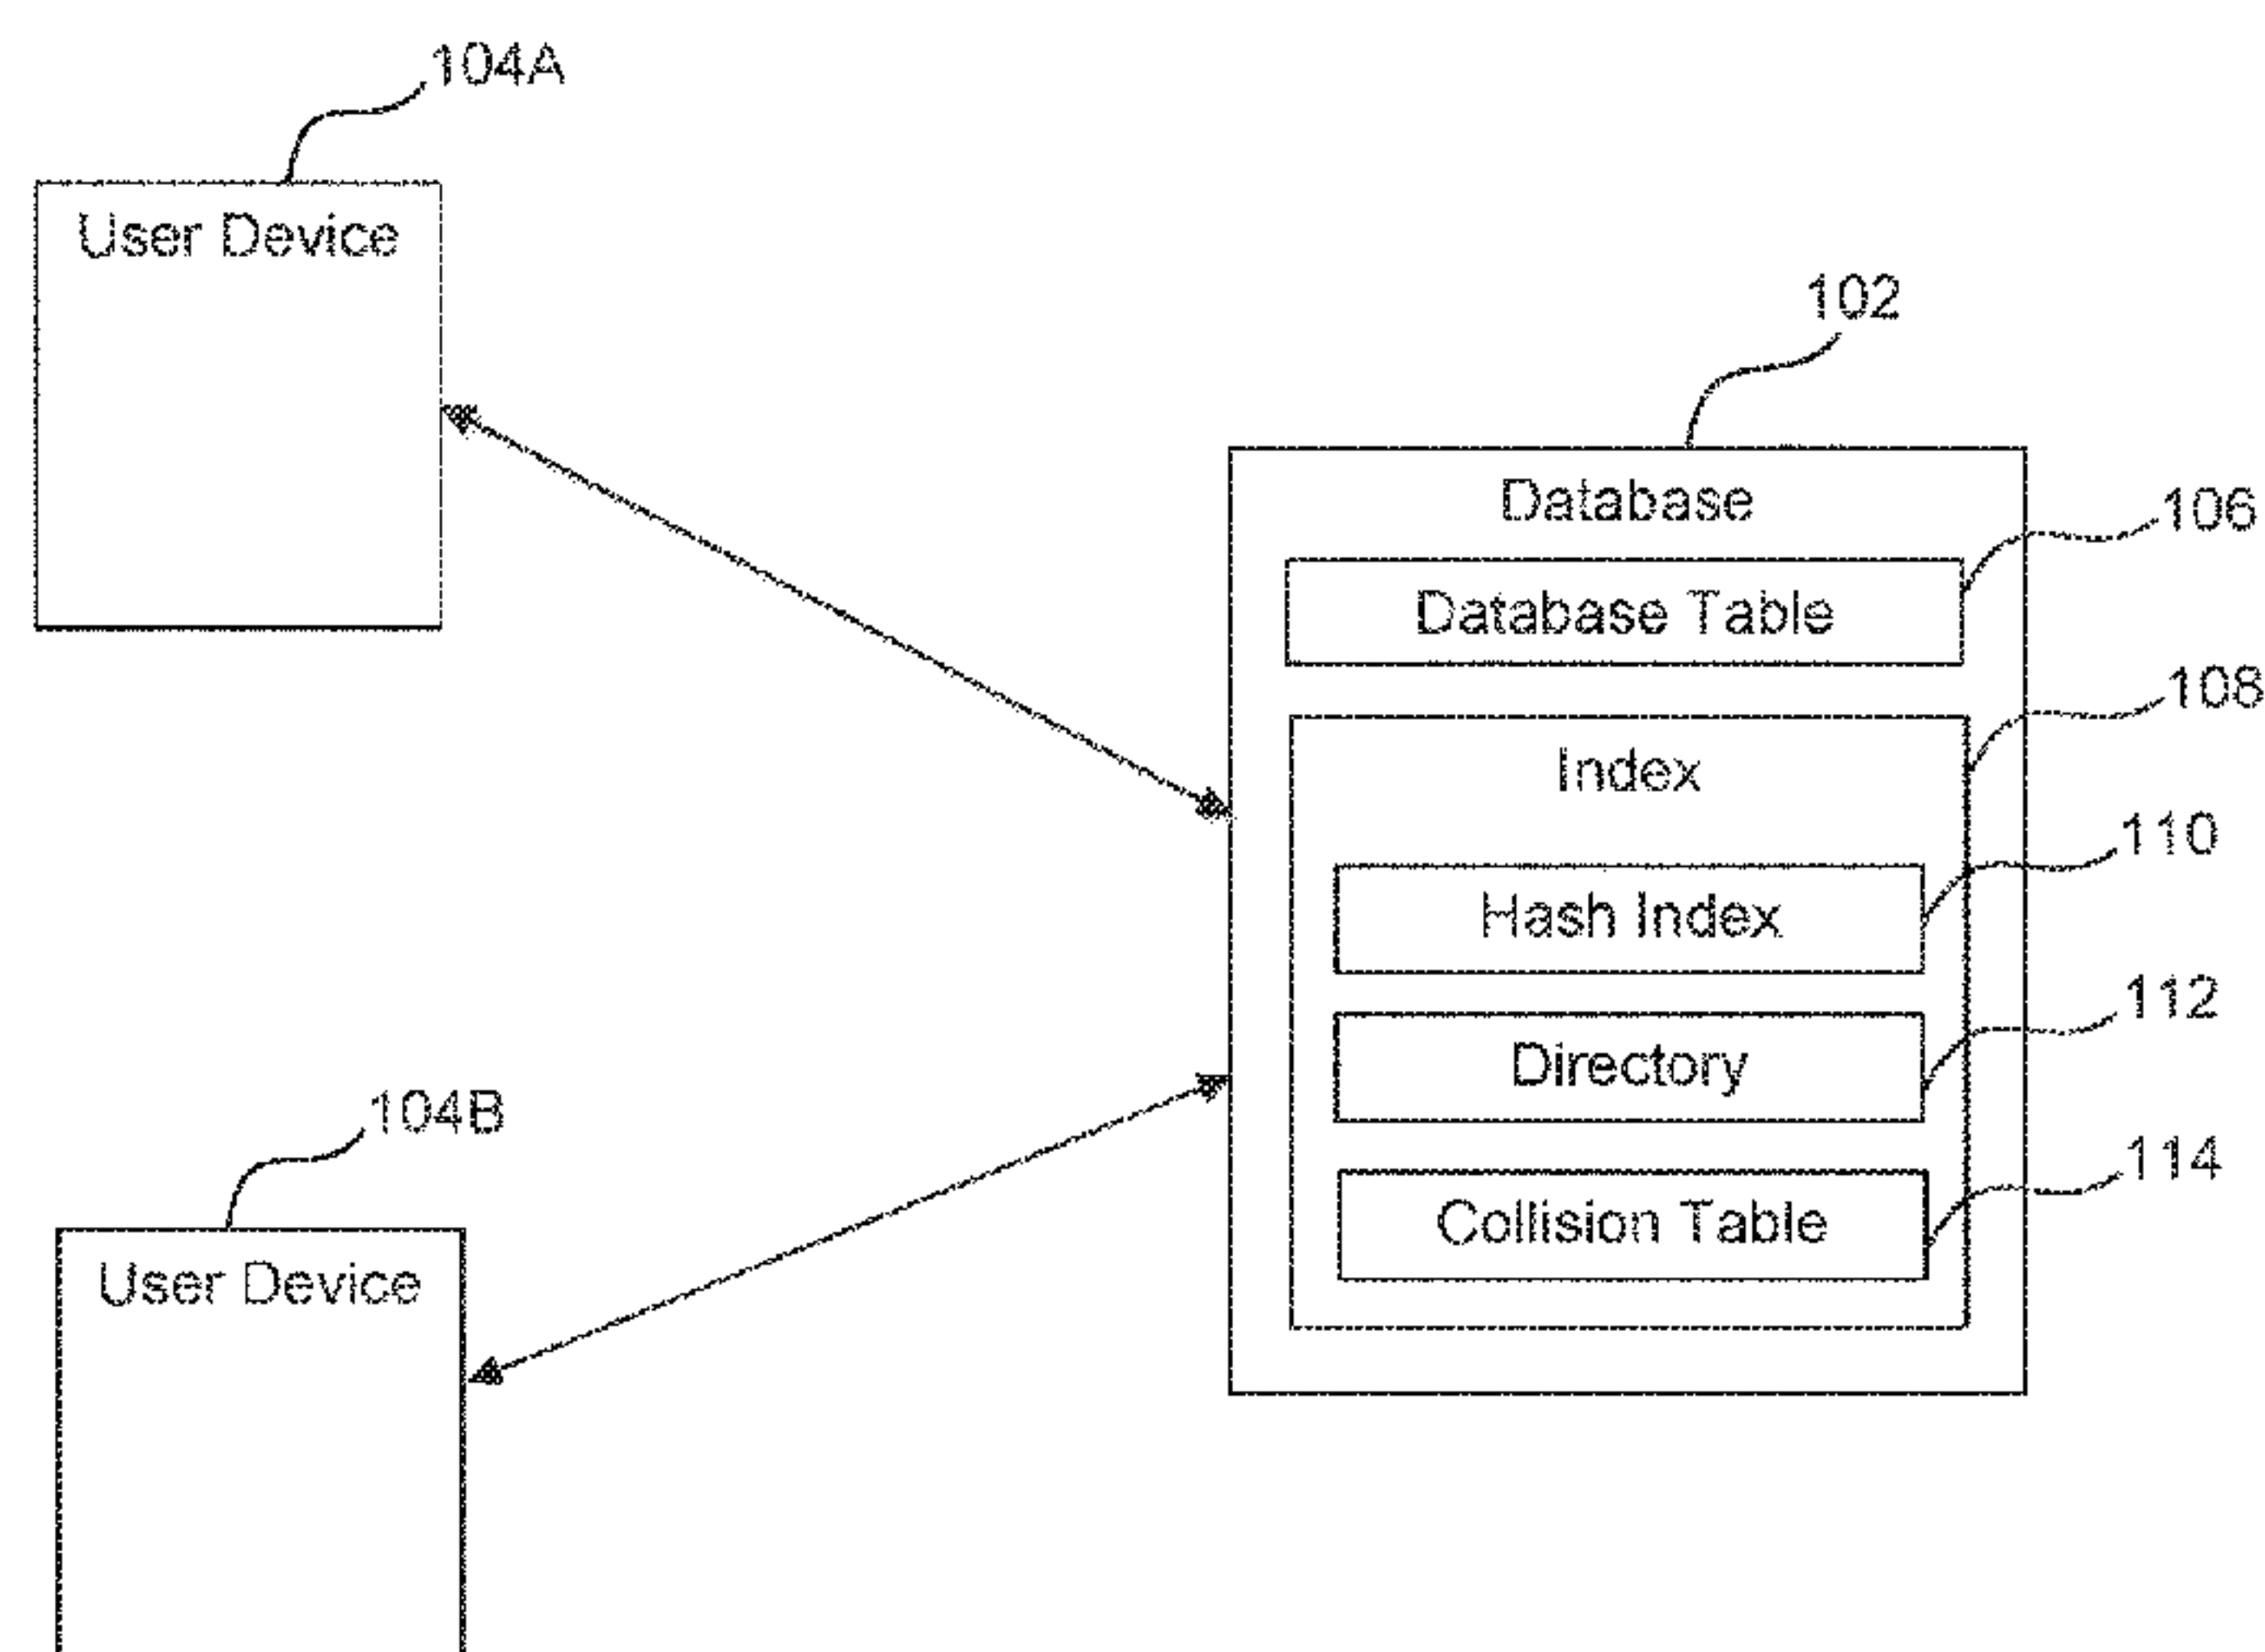 104A
User Device
102
Database
106
Database Table
108
Index
110
Hash Index
112
Directory
104B
114
Collision Table
User Device